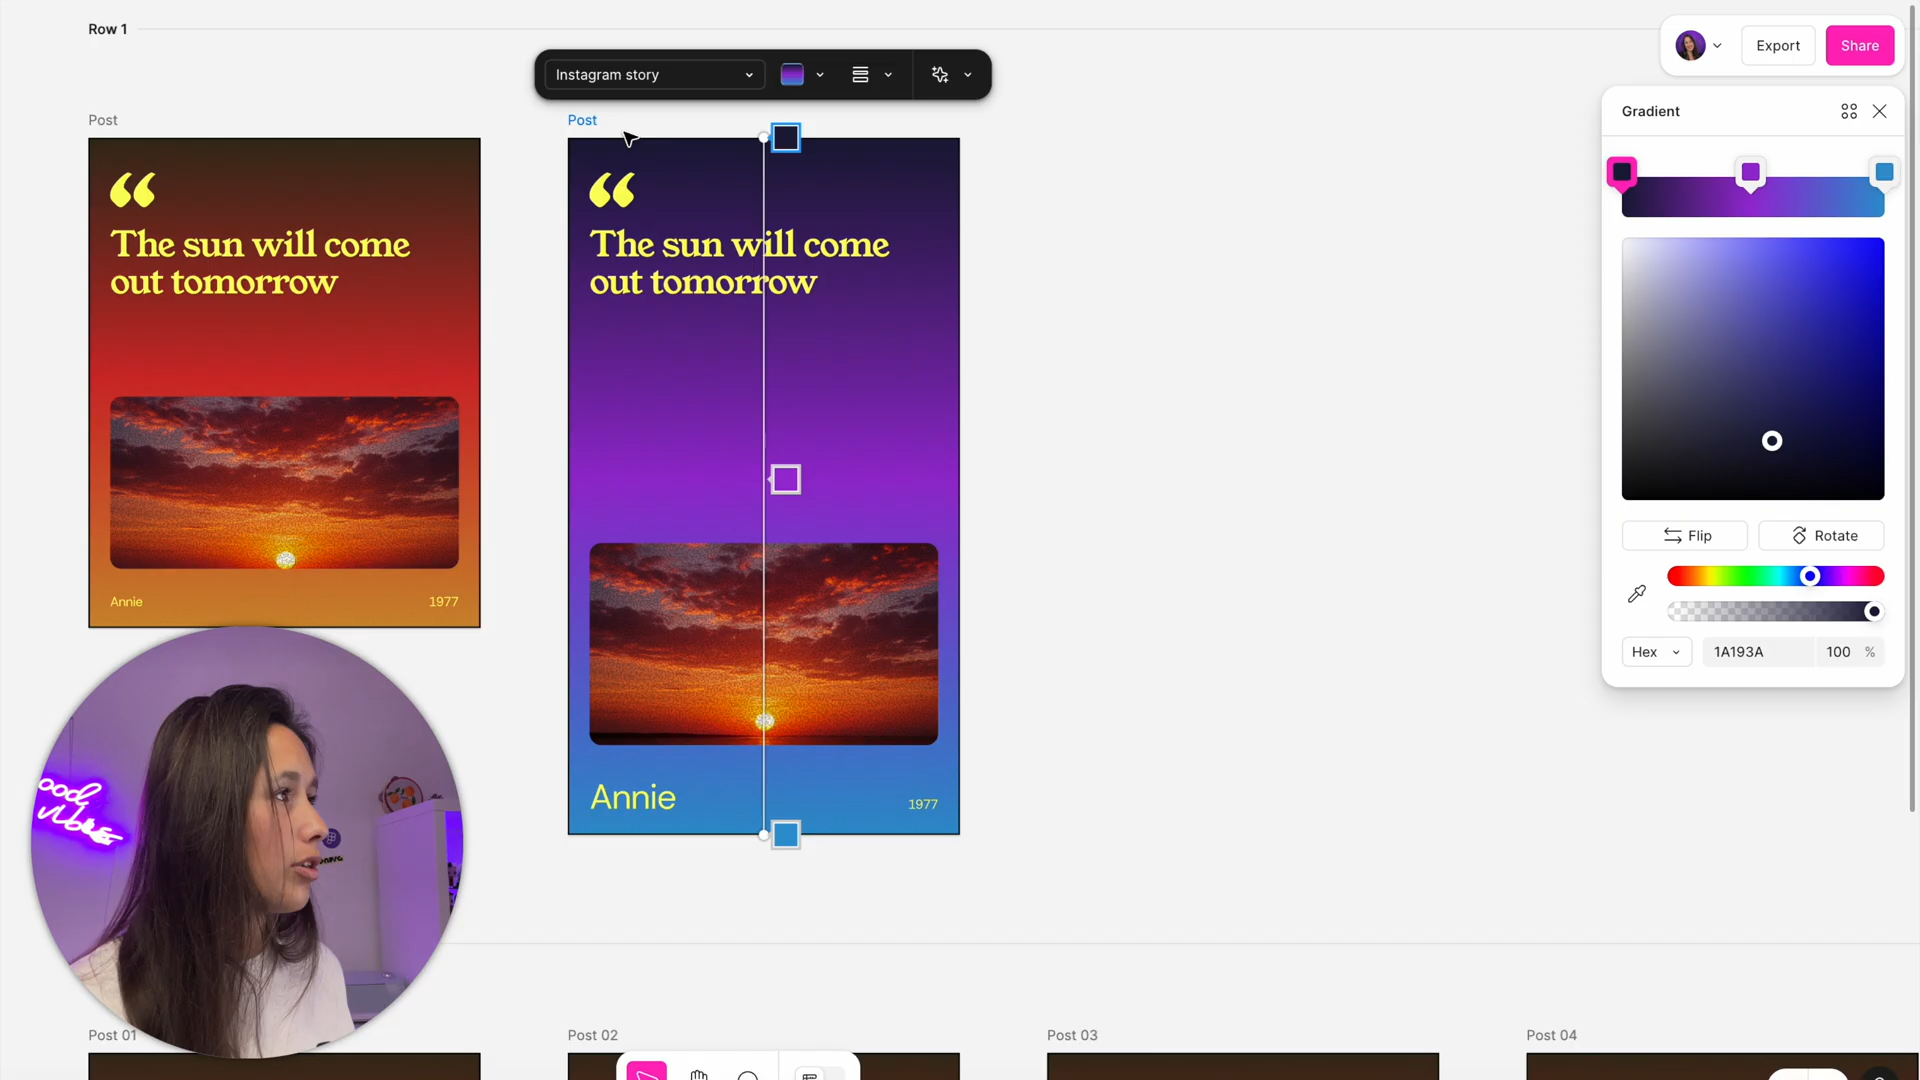 Row 1
Instagram story
Export
Share
Post
Post
Gradient
“
The sun will come
out tomorrow
“
The sun will come
out tomorrow
Flip
Rotate
Annie
1977
Hex
1A193A
100 %
Annie
1977
ood
vibes
Post 01
Post 02
Post 03
Post 04